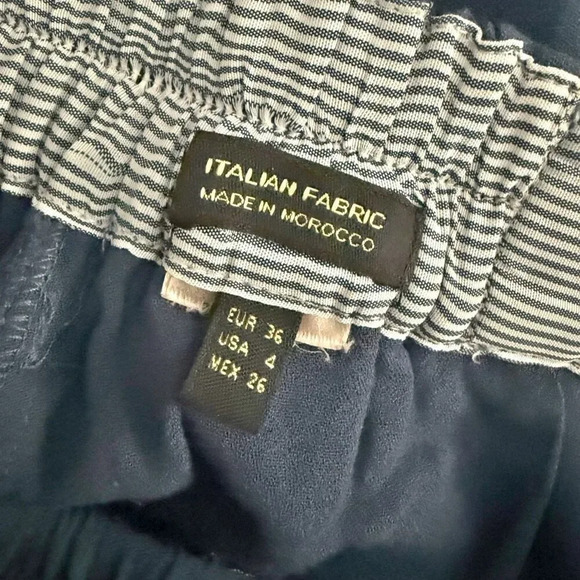 ITALIAN FABRIC
MADE IN MOROCCO
EUR 36
USA 4
MEX 26